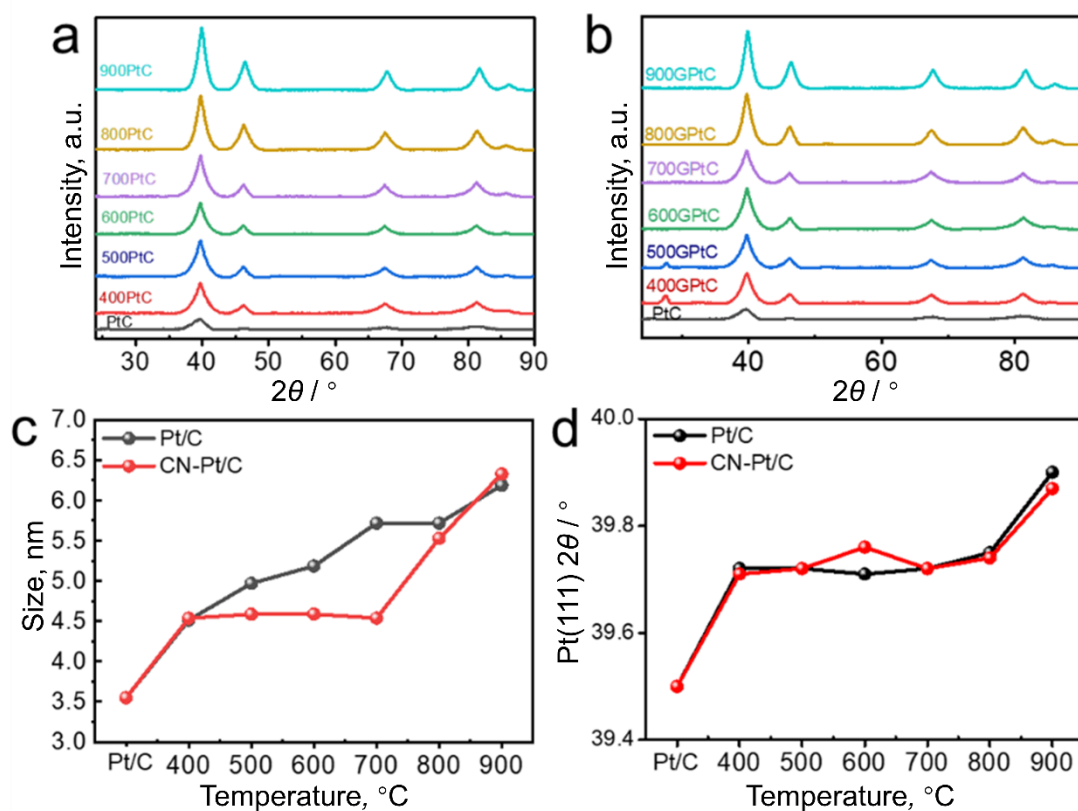 a
Intensity, a.u.
900PtC
800PtC
700PtC
600PtC
500PtC
400PtC
PtC
30 40 50 60 70 80 90
2θ / °
b
Intensity, a.u.
900GPtC
800GPtC
700GPtC
600GPtC
500GPtC
400GPtC
PtC
40 60 80
2θ / °
c
Size, nm
7.0
6.5
6.0
5.5
5.0
4.5
4.0
3.5
3.0
Pt/C
CN-Pt/C
Pt/C 400 500 600 700 800 900
Temperature, °C
d
Pt(111) 2θ / °
40.0
39.8
39.6
39.4
Pt/C
CN-Pt/C
Pt/C 400 500 600 700 800 900
Temperature, °C